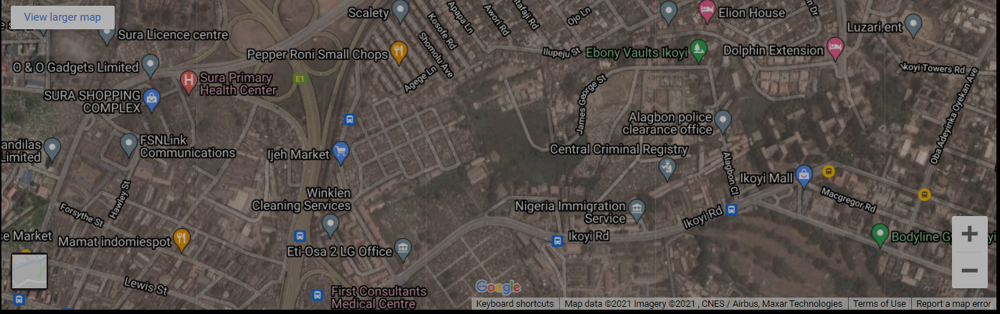 View larger map
Scalety
Kosofe Rd
Apapa Ln
Awori Rd
Ojo Ln
Elion House
Luzari.ent
Sura Licence centre
Shomolu Ave
Pepper Roni Small Chops
Ilupeju St
Ebony Vaults Ikoyi
Dolphin Extension
O & O Gadgets Limited
Ikoyi Towers Rd
Sura Primary
Health Center
E1
Agege Ln
James George St
Oba Adeyinka Oyekan Ave
SURA SHOPPING
COMPLEX
Alagbon police
clearance office
FSNLink
Communications
Limited
Ijeh Market
Central Criminal Registry
Alagbon Cl
Ikoyi Mall
Hawley St
Winklen
Cleaning Services
Macgregor Rd
Forsythe St
Nigeria Immigration
Service
Ikoyi Rd
Ikoyi Rd
Market
Mamat indomiespot
Eti-Osa 2 LG Office
Bodyline
Lewis St
First Consultants
Medical Centre
Google
Keyboard shortcuts
Map data ©2021 Imagery ©2021 , CNES / Airbus, Maxar Technologies
Terms of Use
Report a map error